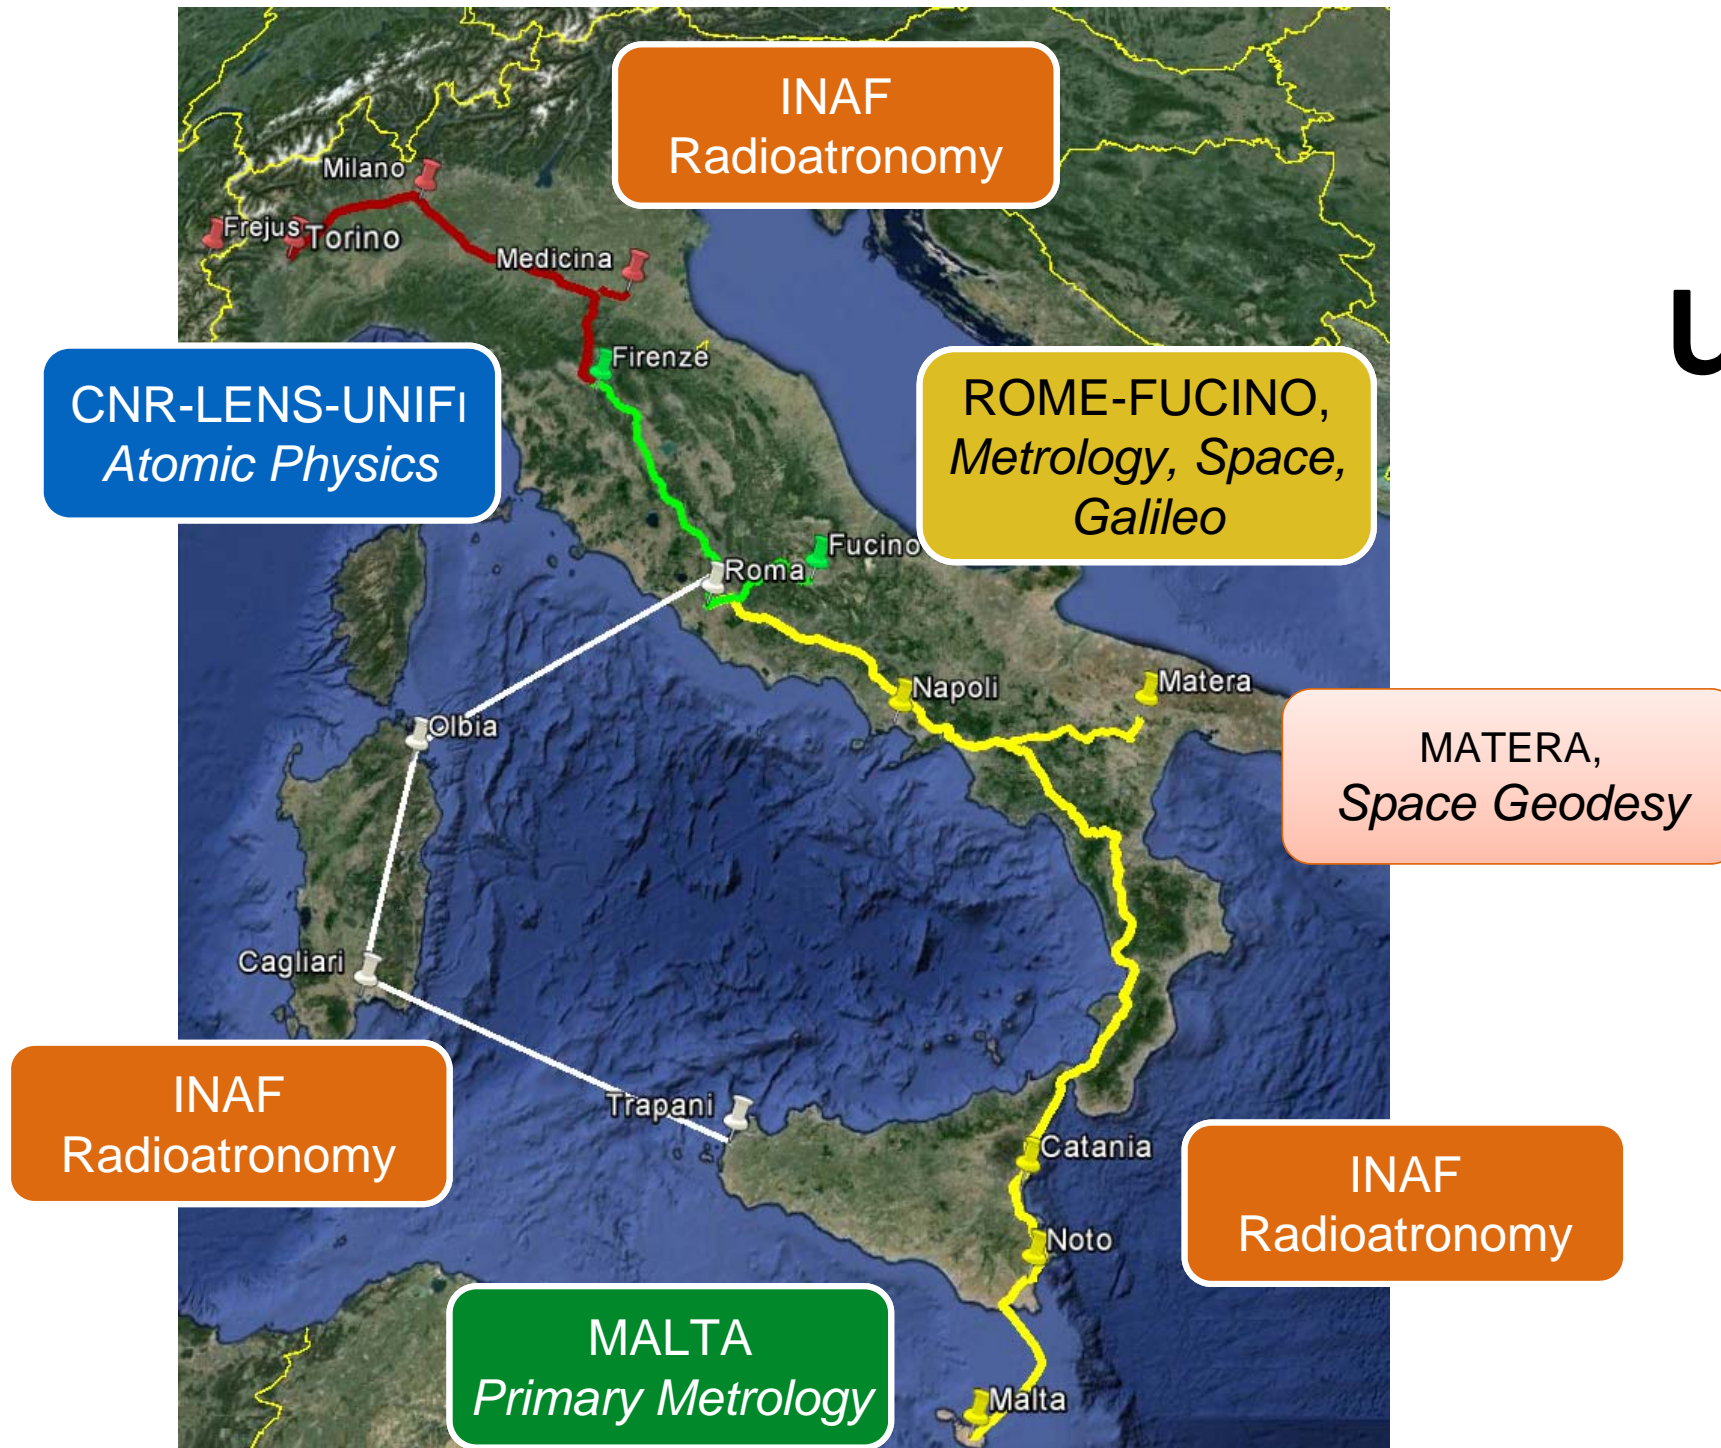 INAF
Radioatronomy
Milano
Frejus
Torino
Medicina
U
Firenze
CNR-LENS-UNIFI
Atomic Physics
ROME-FUCINO,
Metrology, Space,
Galileo
Fucino
Roma
Napoli
Matera
Olbia
MATERA,
Space Geodesy
Cagliari
INAF
Radioatronomy
Trapani
Catania
INAF
Radioatronomy
Noto
MALTA
Primary Metrology
Malta